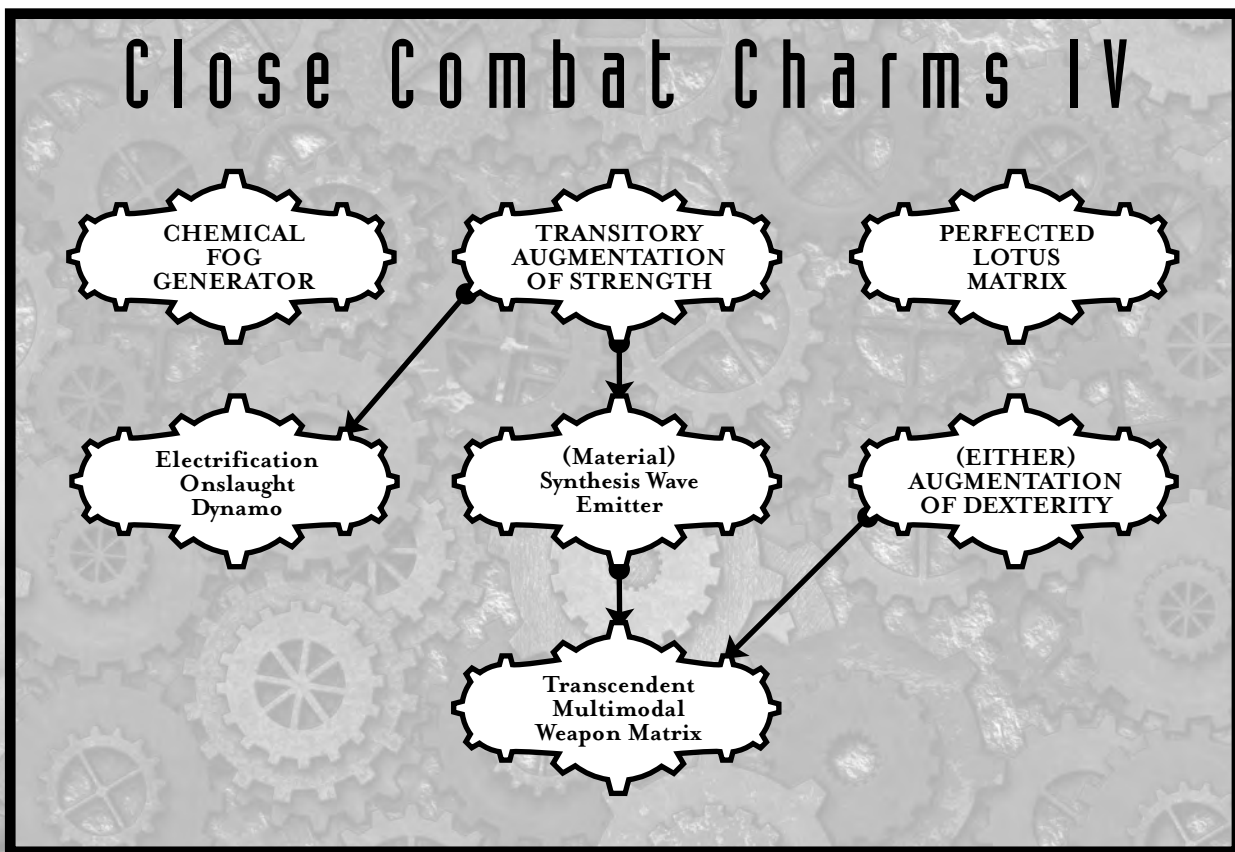 Close Combat Charms IV
CHEMICAL
FOG
GENERATOR
TRANSITORY
AUGMENTATION
OF STRENGTH
PERFECTED
LOTUS
MATRIX
Electrification
Onslaught
Dynamo
(Material)
Synthesis Wave
Emitter
(EITHER)
AUGMENTATION
OF DEXTERITY
Transcendent
Multimodal
Weapon Matrix